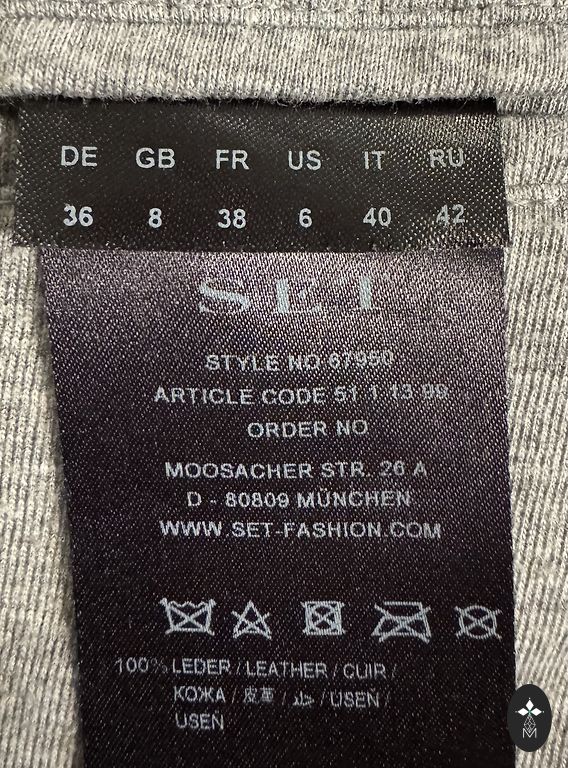 DE GB FR US IT RU
36 8 38 6 40 42
SET
STYLE NO 67950
ARTICLE CODE 51 1 13 99
ORDER NO
MOOSACHER STR. 26 A
D - 80809 MÜNCHEN
WWW.SET-FASHION.COM
100% LEDER / LEATHER / CUIR /
КОЖА / 皮革 / جلد / USEŃ /
USEŃ
M